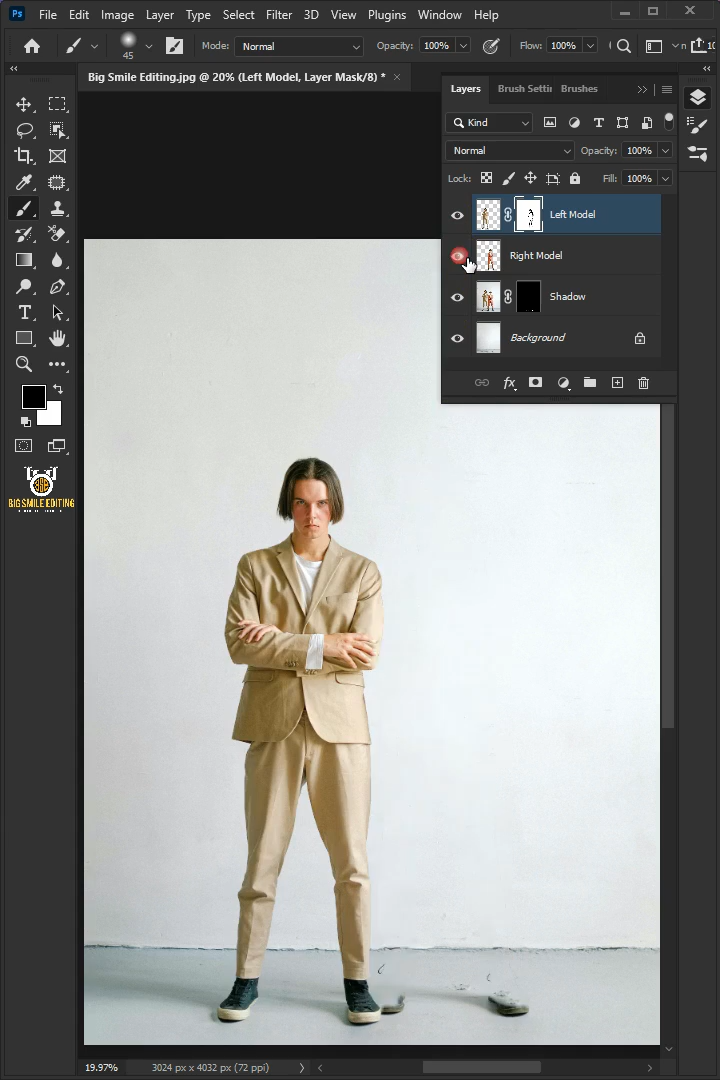 Ps File Edit Image Layer Type Select Filter 3D View Plugins Window Help
45 Mode: Normal Opacity: 100% Flow: 100%
Big Smile Editing.jpg @ 20% (Left Model, Layer Mask/8) *
Layers Brush Settin Brushes
Kind
Normal Opacity: 100%
Lock: Fill: 100%
Left Model
Right Model
Shadow
Background
fx
BIG SMILE EDITING
19.97% 3024 px x 4032 px (72 ppi)